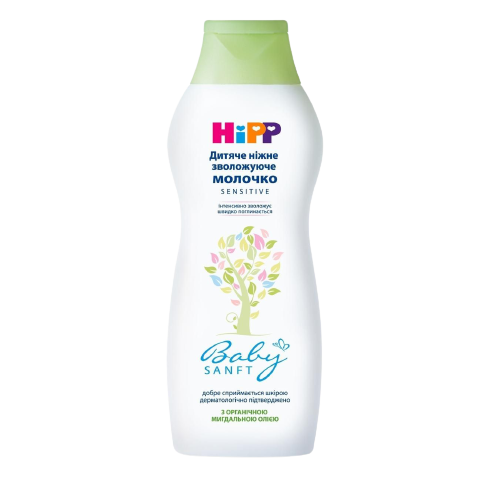 HiPP
Дитяче ніжне
зволожуюче
молочко
SENSITIVE
Інтенсивно зволожує
швидко поглинається
Baby
SANFT
добре сприймається шкірою
дерматологічно підтверджено
З ОРГАНІЧНОЮ
МИГДАЛЬНОЮ ОЛІЄЮ